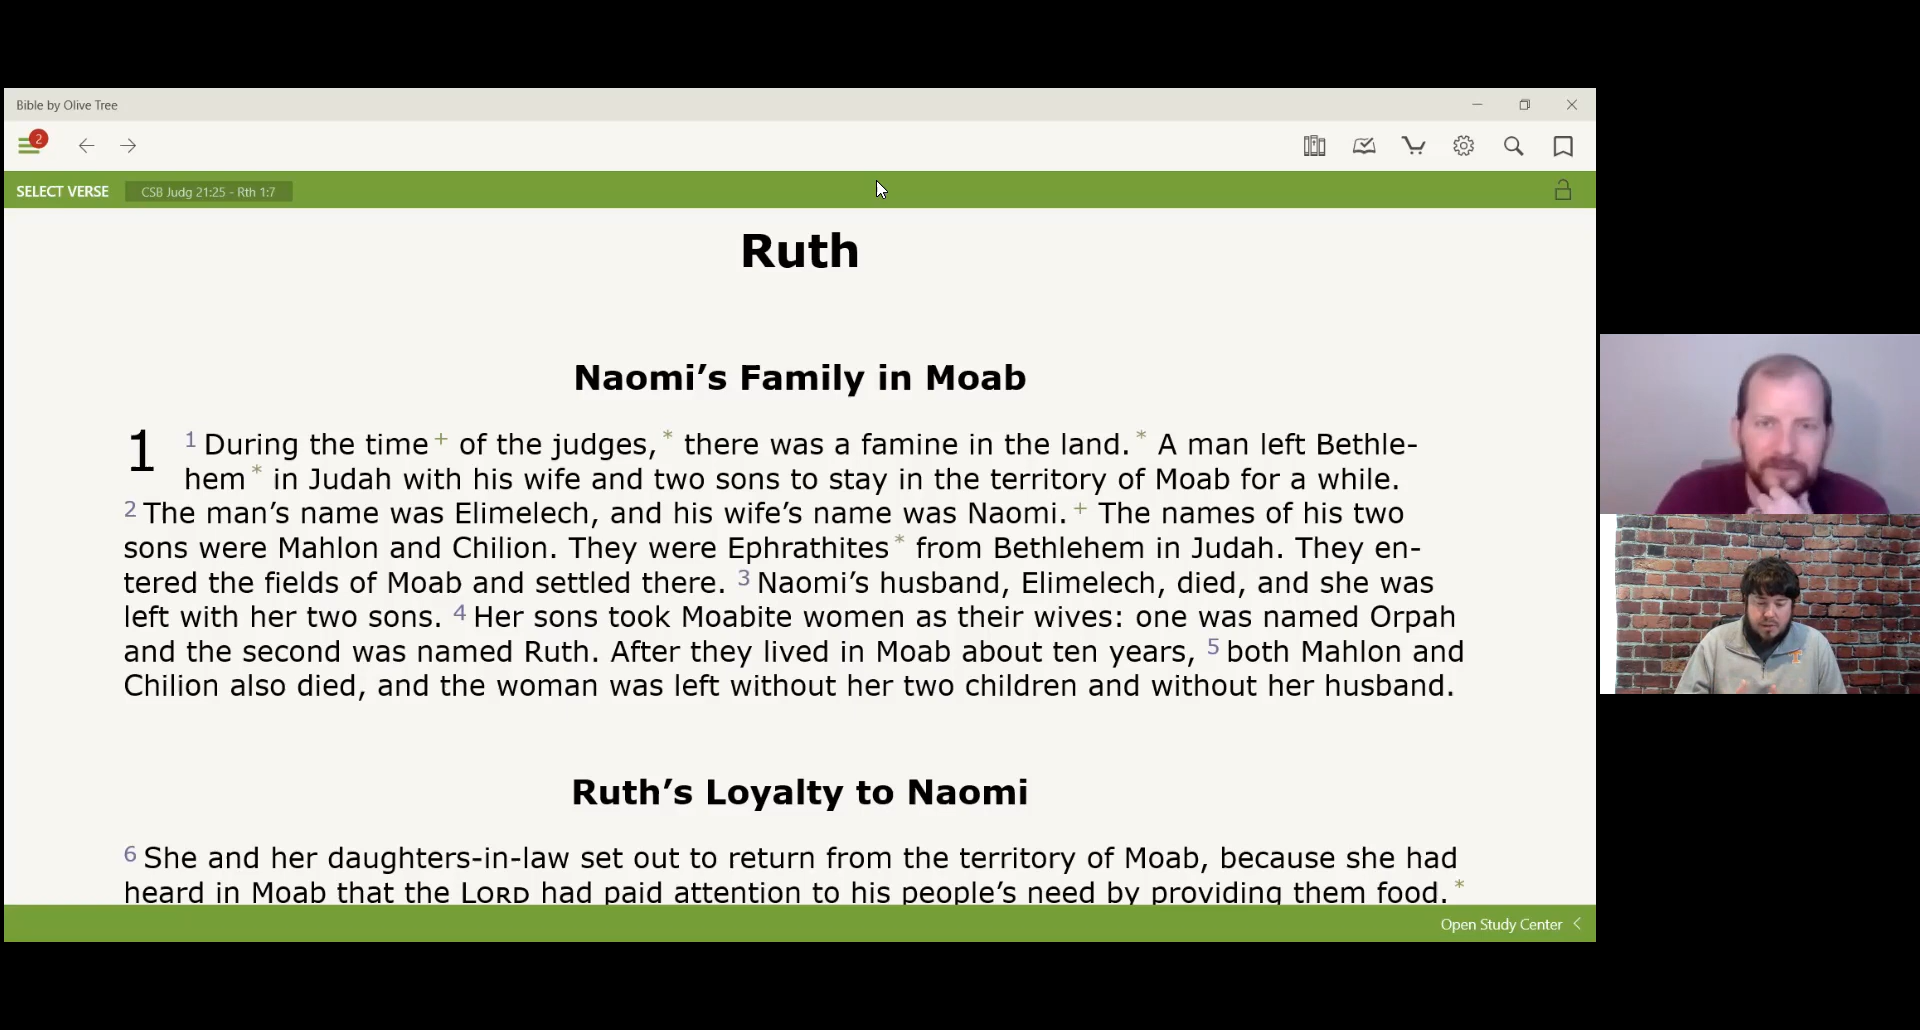 Bible by Olive Tree
2
SELECT VERSE CSB Judg 21:25 - Rth 1:7
Ruth
Naomi’s Family in Moab
1 1 During the time+ of the judges,* there was a famine in the land.* A man left Bethle-
hem* in Judah with his wife and two sons to stay in the territory of Moab for a while.
2 The man’s name was Elimelech, and his wife’s name was Naomi.+ The names of his two
sons were Mahlon and Chilion. They were Ephrathites* from Bethlehem in Judah. They en-
tered the fields of Moab and settled there. 3 Naomi’s husband, Elimelech, died, and she was
left with her two sons. 4 Her sons took Moabite women as their wives: one was named Orpah
and the second was named Ruth. After they lived in Moab about ten years, 5 both Mahlon and
Chilion also died, and the woman was left without her two children and without her husband.
Ruth’s Loyalty to Naomi
6 She and her daughters-in-law set out to return from the territory of Moab, because she had
heard in Moab that the LORD had paid attention to his people’s need by providing them food.*
Open Study Center